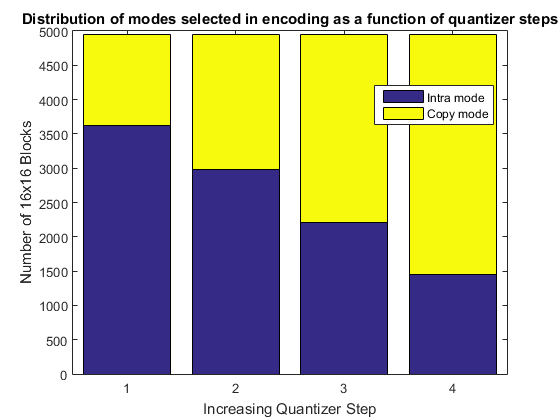 Distribution of modes selected in encoding as a function of quantizer steps
5000
4500
4000
3500
3000
2500
2000
1500
1000
500
0
Number of 16x16 Blocks
Intra mode
Copy mode
1 2 3 4
Increasing Quantizer Step